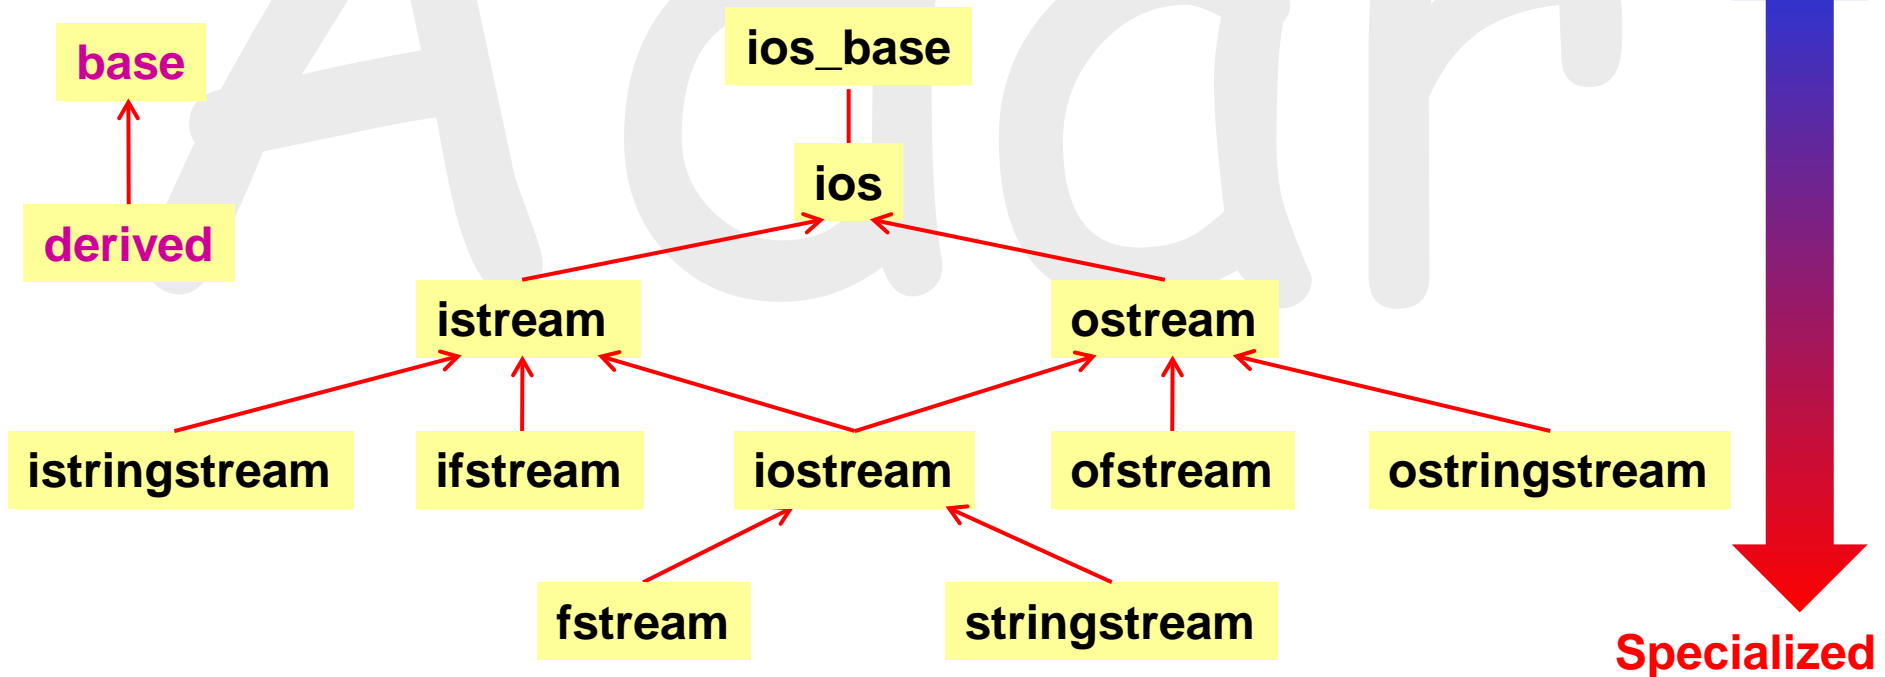 base
ios_base
ios
derived
istream
ostream
istringstream
ifstream
iostream
ofstream
ostringstream
fstream
stringstream
Specialized